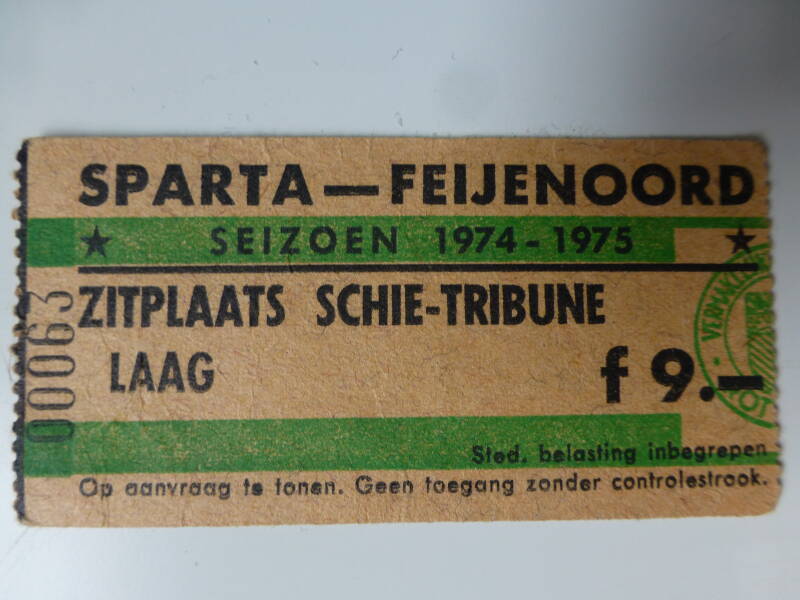 SPARTA — FEIJENOORD
★ SEIZOEN 1974 - 1975 ★
ZITPLAATS SCHIE-TRIBUNE
LAAG
f 9.—
Sted. belasting inbegrepen
Op aanvraag te tonen. Geen toegang zonder controlestrook.
00063